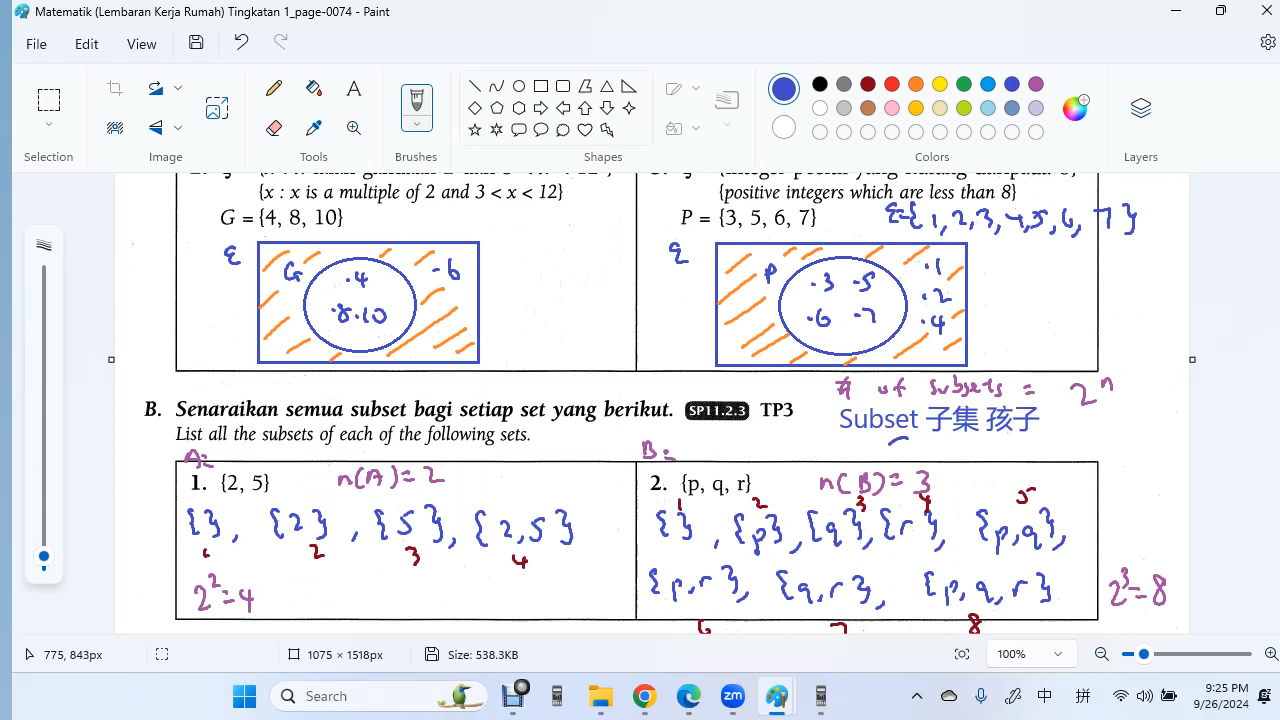 Matematik (Lembaran Kerja Rumah) Tingkatan 1_page-0074 - Paint
File Edit View
Selection Image Tools Brushes Shapes Colors Layers
{x : x is a multiple of 2 and 3 < x < 12}
G = {4, 8, 10}
ξ
G
.4
.8 .10
.6
{positive integers which are less than 8}
P = {3, 5, 6, 7}
ξ={1, 2, 3, 4, 5, 6, 7}
ξ
P
.3 .5
.6 .7
.1
.2
.4
# of subsets = 2ⁿ
B. Senaraikan semua subset bagi setiap set yang berikut. SP11.2.3 TP3
List all the subsets of each of the following sets.
Subset 子集 孩子
A=
1. {2, 5}
n(A) = 2
{ }, {2}, {5}, {2,5}
1 2 3 4
2² = 4
B=
2. {p, q, r}
n(B) = 3
1 2 3 4 5
{ }, {p}, {q}, {r}, {p,q},
{p,r}, {q,r}, {p, q, r}
6 7 8
2³ = 8
775, 843px
1075 × 1518px
Size: 538.3KB
100%
Search
zm
中
拼
9:25 PM
9/26/2024